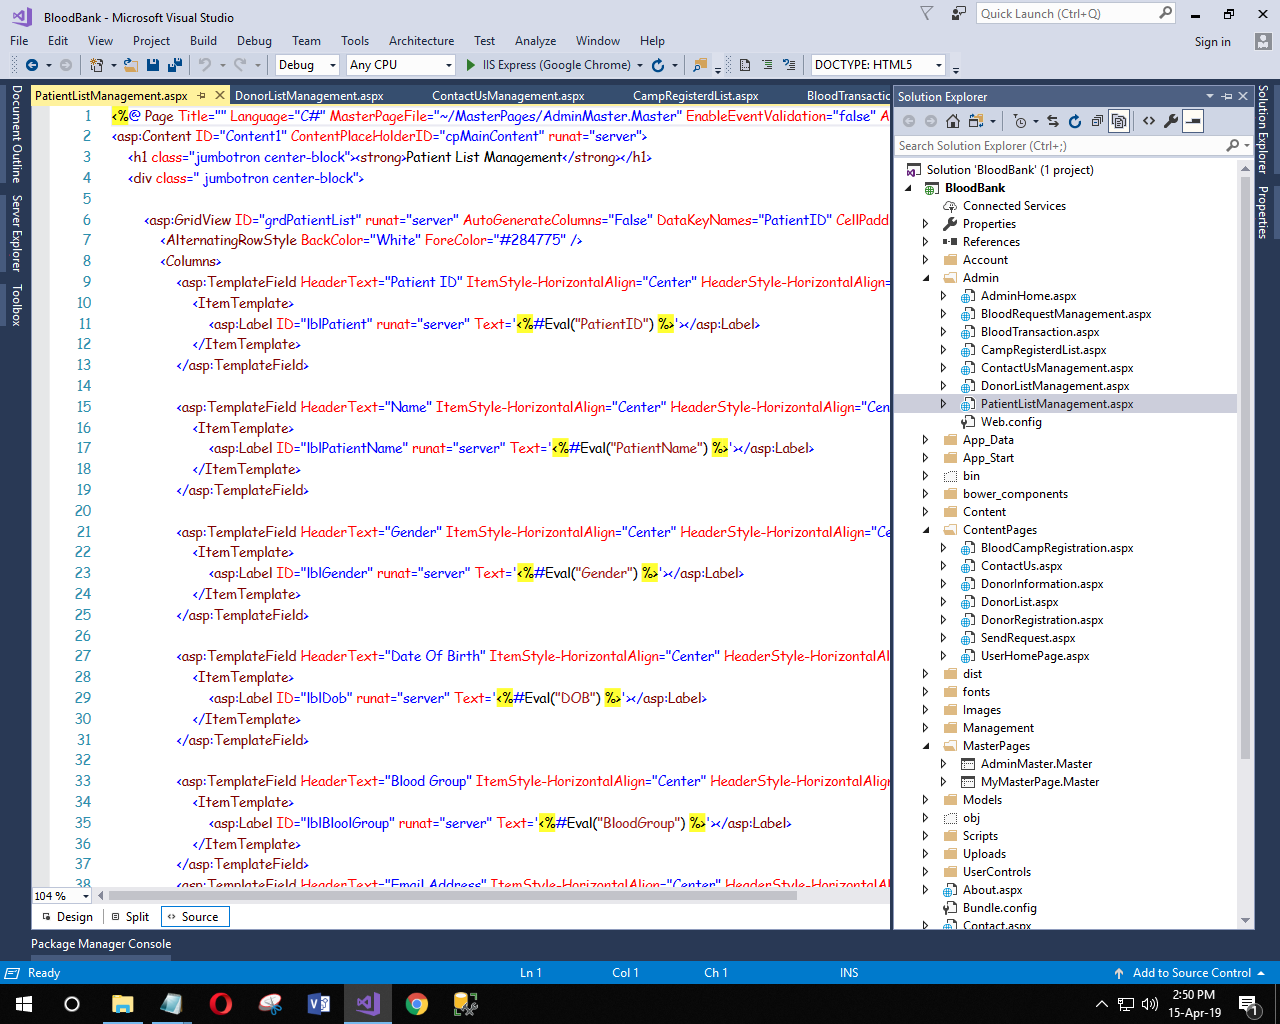 BloodBank - Microsoft Visual Studio
Quick Launch (Ctrl+Q)
File Edit View Project Build Debug Team Tools Architecture Test Analyze Window Help
Sign in
Debug Any CPU IIS Express (Google Chrome) DOCTYPE: HTML5
Document Outline
Server Explorer
Toolbox
PatientListManagement.aspx DonorListManagement.aspx ContactUsManagement.aspx CampRegisterdList.aspx BloodTransactio
1 <%@ Page Title="" Language="C#" MasterPageFile="~/MasterPages/AdminMaster.Master" EnableEventValidation="false" A
2 <asp:Content ID="Content1" ContentPlaceHolderID="cpMainContent" runat="server">
3 <h1 class="jumbotron center-block"><strong>Patient List Management</strong></h1>
4 <div class=" jumbotron center-block">
5
6 <asp:GridView ID="grdPatientList" runat="server" AutoGenerateColumns="False" DataKeyNames="PatientID" CellPadd
7 <AlternatingRowStyle BackColor="White" ForeColor="#284775" />
8 <Columns>
9 <asp:TemplateField HeaderText="Patient ID" ItemStyle-HorizontalAlign="Center" HeaderStyle-HorizontalAlign=
10 <ItemTemplate>
11 <asp:Label ID="lblPatient" runat="server" Text='<%#Eval("PatientID") %>'></asp:Label>
12 </ItemTemplate>
13 </asp:TemplateField>
14
15 <asp:TemplateField HeaderText="Name" ItemStyle-HorizontalAlign="Center" HeaderStyle-HorizontalAlign="Cen
16 <ItemTemplate>
17 <asp:Label ID="lblPatientName" runat="server" Text='<%#Eval("PatientName") %>'></asp:Label>
18 </ItemTemplate>
19 </asp:TemplateField>
20
21 <asp:TemplateField HeaderText="Gender" ItemStyle-HorizontalAlign="Center" HeaderStyle-HorizontalAlign="Ce
22 <ItemTemplate>
23 <asp:Label ID="lblGender" runat="server" Text='<%#Eval("Gender") %>'></asp:Label>
24 </ItemTemplate>
25 </asp:TemplateField>
26
27 <asp:TemplateField HeaderText="Date Of Birth" ItemStyle-HorizontalAlign="Center" HeaderStyle-HorizontalAl
28 <ItemTemplate>
29 <asp:Label ID="lblDob" runat="server" Text='<%#Eval("DOB") %>'></asp:Label>
30 </ItemTemplate>
31 </asp:TemplateField>
32
33 <asp:TemplateField HeaderText="Blood Group" ItemStyle-HorizontalAlign="Center" HeaderStyle-HorizontalAlign=
34 <ItemTemplate>
35 <asp:Label ID="lblBloolGroup" runat="server" Text='<%#Eval("BloodGroup") %>'></asp:Label>
36 </ItemTemplate>
37 </asp:TemplateField>
38 <asp:TemplateField HeaderText="Email Address" ItemStyle-HorizontalAlign="Center" HeaderStyle-HorizontalAl
104 %
Design Split Source
Package Manager Console
Solution Explorer
Search Solution Explorer (Ctrl+;)
Solution 'BloodBank' (1 project)
BloodBank
Connected Services
Properties
References
Account
Admin
AdminHome.aspx
BloodRequestManagement.aspx
BloodTransaction.aspx
CampRegisterdList.aspx
ContactUsManagement.aspx
DonorListManagement.aspx
PatientListManagement.aspx
Web.config
App_Data
App_Start
bin
bower_components
Content
ContentPages
BloodCampRegistration.aspx
ContactUs.aspx
DonorInformation.aspx
DonorList.aspx
DonorRegistration.aspx
SendRequest.aspx
UserHomePage.aspx
dist
fonts
Images
Management
MasterPages
AdminMaster.Master
MyMasterPage.Master
Models
obj
Scripts
Uploads
UserControls
About.aspx
Bundle.config
Contact.aspx
Solution Explorer
Properties
Ready Ln 1 Col 1 Ch 1 INS Add to Source Control
2:50 PM
15-Apr-19
1